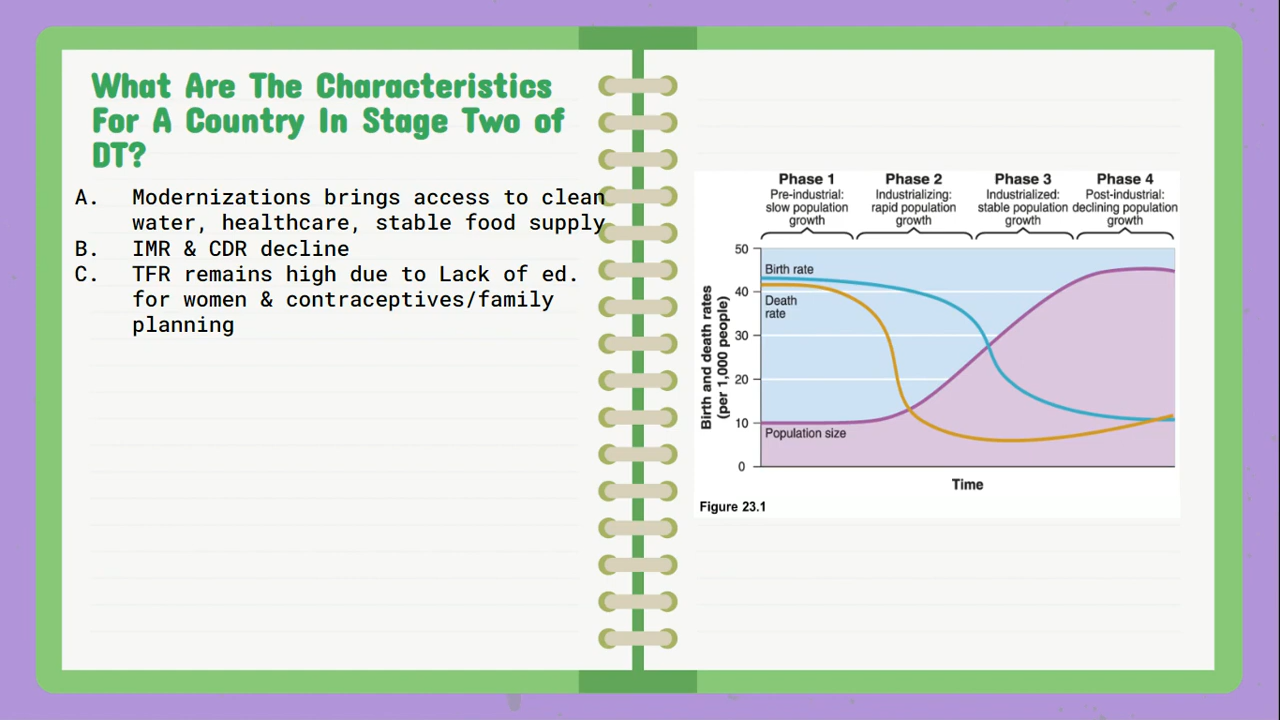 What Are The Characteristics
For A Country In Stage Two of
DT?
A. Modernizations brings access to clean
water, healthcare, stable food supply
B. IMR & CDR decline
C. TFR remains high due to Lack of ed.
for women & contraceptives/family
planning
Phase 1
Pre-industrial:
slow population
growth
Phase 2
Industrializing:
rapid population
growth
Phase 3
Industrialized:
stable population
growth
Phase 4
Post-industrial:
declining population
growth
Birth and death rates
(per 1,000 people)
50
40
30
20
10
0
Birth rate
Death
rate
Population size
Time
Figure 23.1